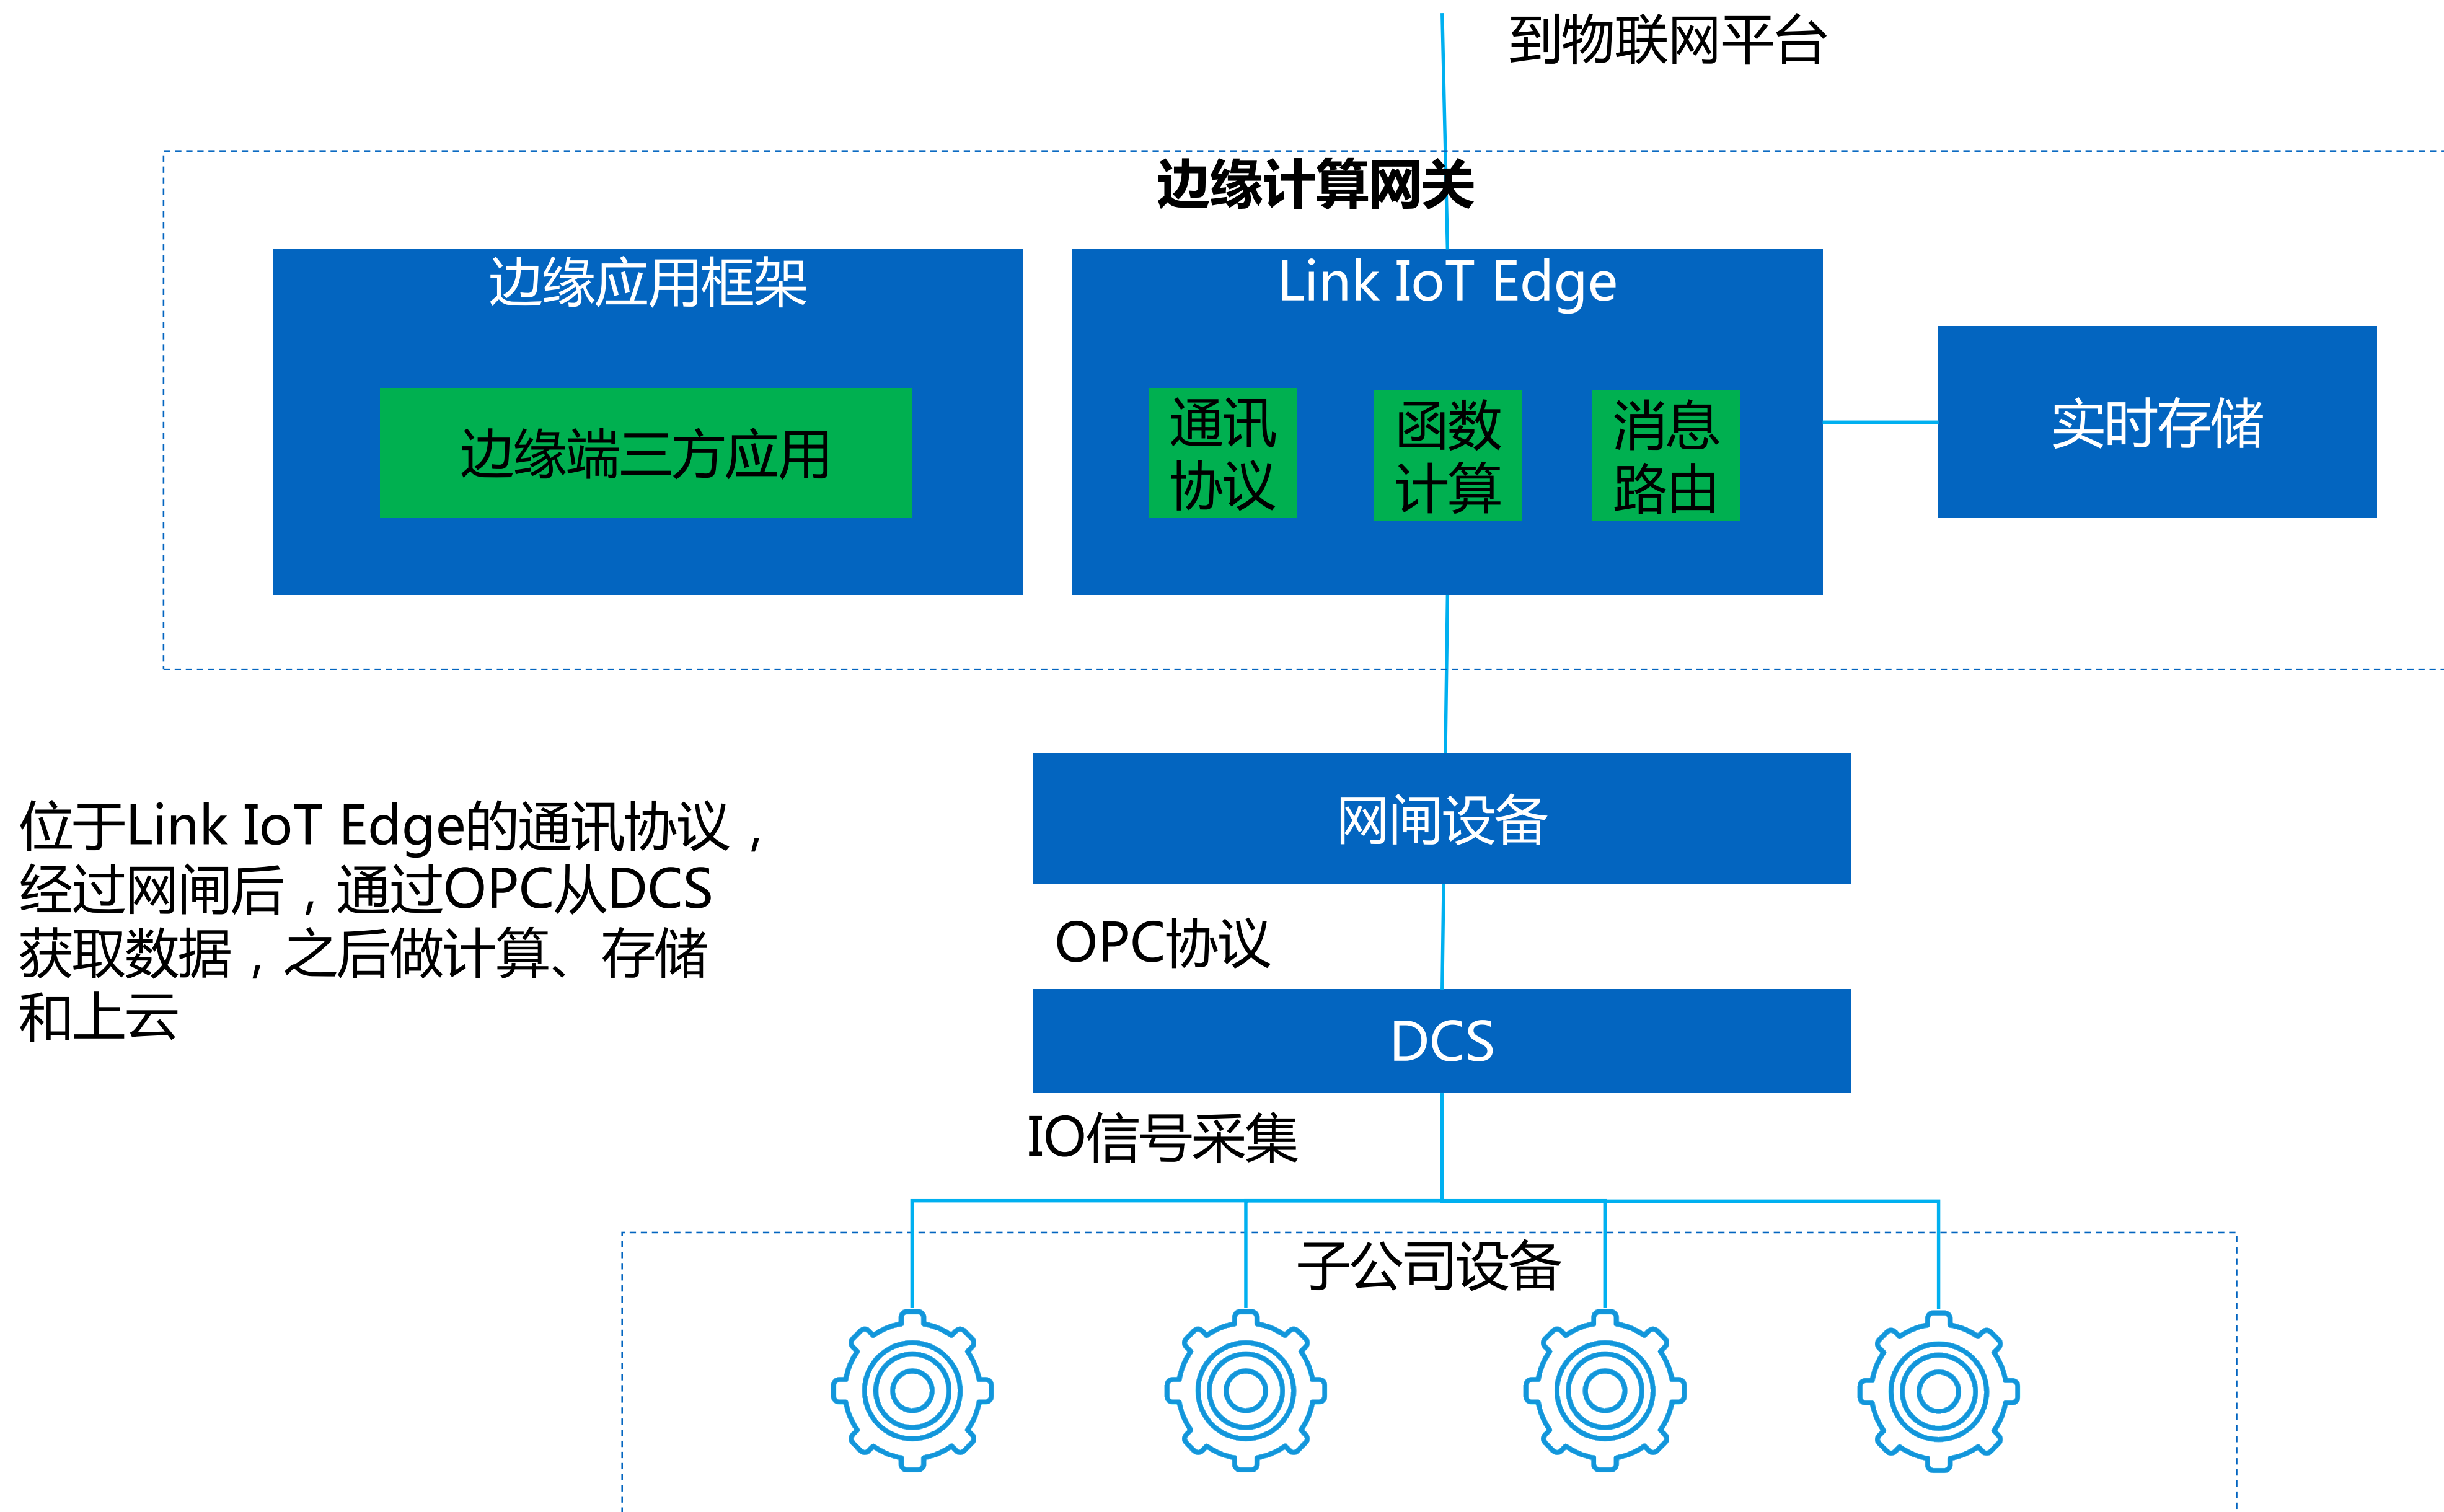 到物联网平台
边缘计算网关
边缘应用框架
Link IoT Edge
边缘端三方应用
通讯
协议
函数
计算
消息
路由
实时存储
网闸设备
位于Link IoT Edge的通讯协议，
经过网闸后，通过OPC从DCS
获取数据，之后做计算、存储
和上云
OPC协议
DCS
IO信号采集
子公司设备